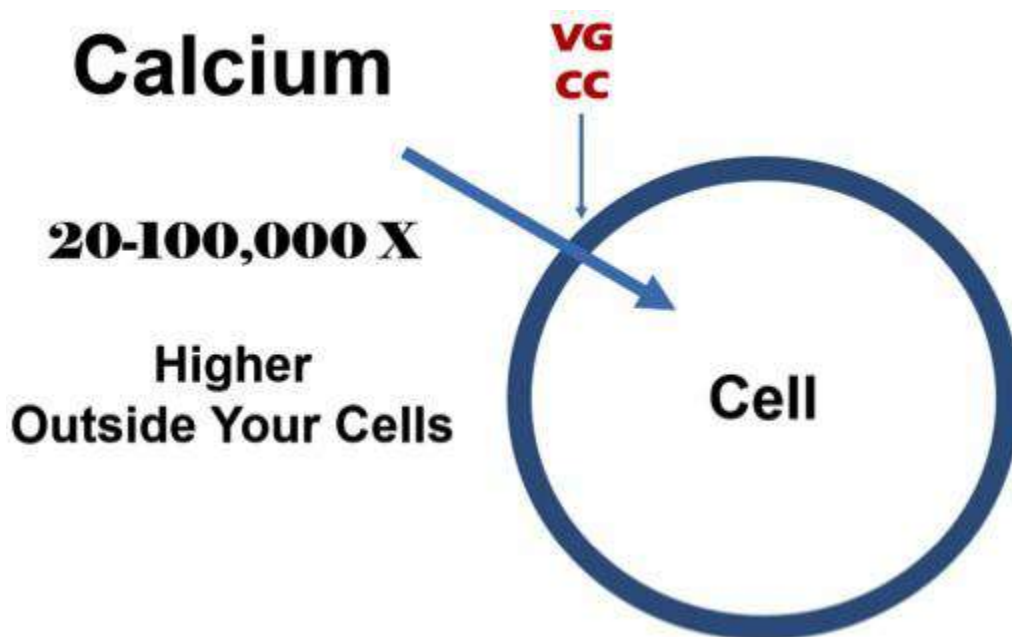 Calcium
VG
CC
20-100,000 X
Higher
Outside Your Cells
Cell